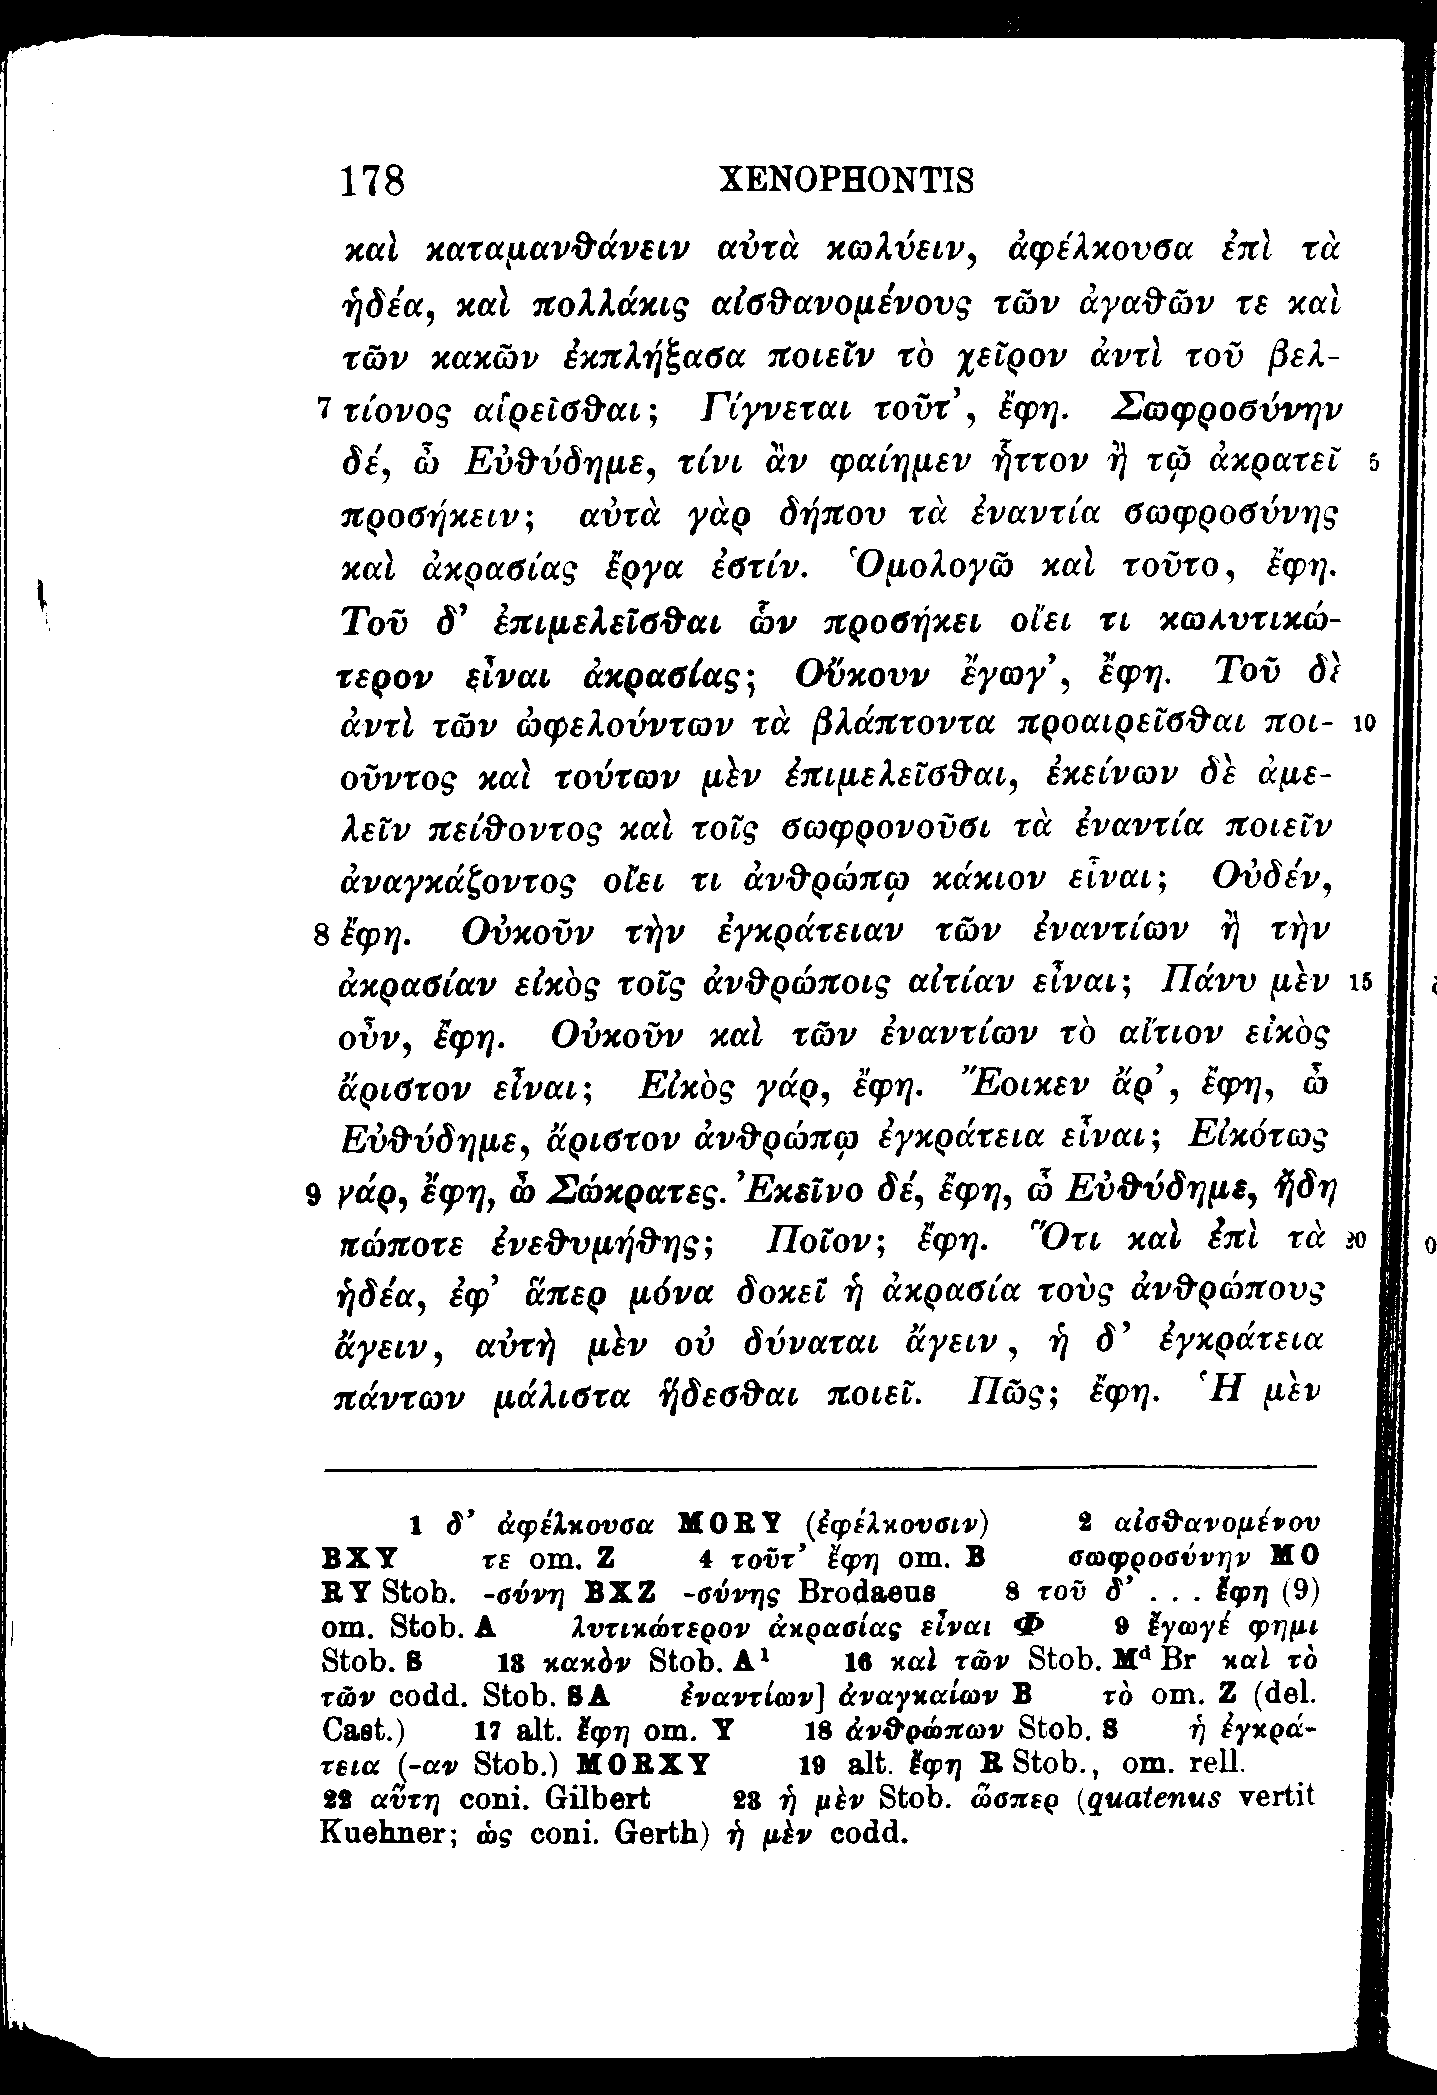 178 XENOPHONTIS
καὶ καταμανθάνειν αὐτὰ κωλύειν, ἀφέλκουσα ἐπὶ τὰ
ἡδέα, καὶ πολλάκις αἰσθανομένους τῶν ἀγαθῶν τε καὶ
τῶν κακῶν ἐκπλήξασα ποιεῖν τὸ χεῖρον ἀντὶ τοῦ βελ-
7 τίονος αἱρεῖσθαι; Γίγνεται τοῦτ’, ἔφη. Σωφροσύνην
δέ, ὦ Εὐθύδημε, τίνι ἂν φαίημεν ἧττον ἢ τῷ ἀκρατεῖ 5
προσήκειν; αὐτὰ γὰρ δήπου τὰ ἐναντία σωφροσύνης
καὶ ἀκρασίας ἔργα ἐστίν. Ὁμολογῶ καὶ τοῦτο, ἔφη.
Τοῦ δ’ ἐπιμελεῖσθαι ὧν προσήκει οἴει τι κωλυτικώ-
τερον εἶναι ἀκρασίας; Οὔκουν ἔγωγ’, ἔφη. Τοῦ δὲ
ἀντὶ τῶν ὠφελούντων τὰ βλάπτοντα προαιρεῖσθαι ποι- 10
οῦντος καὶ τούτων μὲν ἐπιμελεῖσθαι, ἐκείνων δὲ ἀμε-
λεῖν πείθοντος καὶ τοῖς σωφρονοῦσι τὰ ἐναντία ποιεῖν
ἀναγκάζοντος οἴει τι ἀνθρώπῳ κάκιον εἶναι; Οὐδέν,
8 ἔφη. Οὐκοῦν τὴν ἐγκράτειαν τῶν ἐναντίων ἢ τὴν
ἀκρασίαν εἰκὸς τοῖς ἀνθρώποις αἰτίαν εἶναι; Πάνυ μὲν 15
οὖν, ἔφη. Οὐκοῦν καὶ τῶν ἐναντίων τὸ αἴτιον εἰκὸς
ἄριστον εἶναι; Εἰκὸς γάρ, ἔφη. Ἔοικεν ἄρ’, ἔφη, ὦ
Εὐθύδημε, ἄριστον ἀνθρώπῳ ἐγκράτεια εἶναι; Εἰκότως
9 γάρ, ἔφη, ὦ Σώκρατες. Ἐκεῖνο δέ, ἔφη, ὦ Εὐθύδημε, ἤδη
πώποτε ἐνεθυμήθης; Ποῖον; ἔφη. Ὅτι καὶ ἐπὶ τὰ 20
ἡδέα, ἐφ’ ἅπερ μόνα δοκεῖ ἡ ἀκρασία τοὺς ἀνθρώπους
ἄγειν, αὐτὴ μὲν οὐ δύναται ἄγειν, ἡ δ’ ἐγκράτεια
πάντων μάλιστα ἥδεσθαι ποιεῖ. Πῶς; ἔφη. Ἡ μὲν
1 δ’ ἀφέλκουσα MORY (ἐφέλκουσιν) 2 αἰσθανομένου
BXY τε om. Z 4 τοῦτ’ ἔφη om. B σωφροσύνην MO
RY Stob. -σύνη BXZ -σύνης Brodaeus 8 τοῦ δ’ . . . ἔφη (9)
om. Stob. A λυτικώτερον ἀκρασίας εἶναι Φ 9 ἔγωγέ φημι
Stob. S 13 κακὸν Stob. A¹ 16 καὶ τῶν Stob. Mᵈ Br καὶ τὸ
τῶν codd. Stob. SA ἐναντίων] ἀναγκαίων B τὸ om. Z (del.
Cast.) 17 alt. ἔφη om. Y 18 ἀνθρώπων Stob. S ἡ ἐγκρά-
τεια (-αν Stob.) MORXY 19 alt. ἔφη R Stob., om. rell.
22 αὕτη coni. Gilbert 23 ἡ μὲν Stob. ὥσπερ (quatenus vertit
Kuehner; ὡς coni. Gerth) ἡ μὲν codd.